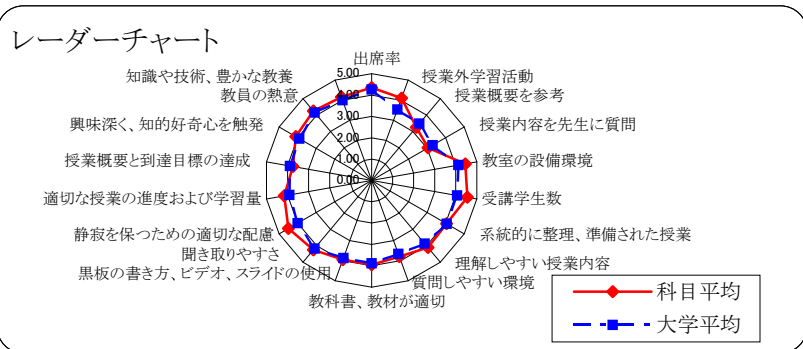 レーダーチャート
出席率
授業外学習活動
授業概要を参考
授業内容を先生に質問
教室の設備環境
受講学生数
系統的に整理、準備された授業
理解しやすい授業内容
質問しやすい環境
教科書、教材が適切
黒板の書き方、ビデオ、スライドの使用
聞き取りやすさ
静寂を保つための適切な配慮
適切な授業の進度および学習量
授業概要と到達目標の達成
興味深く、知的好奇心を触発
教員の熱意
知識や技術、豊かな教養
5.00
4.00
3.00
2.00
1.00
0.00
科目平均
大学平均